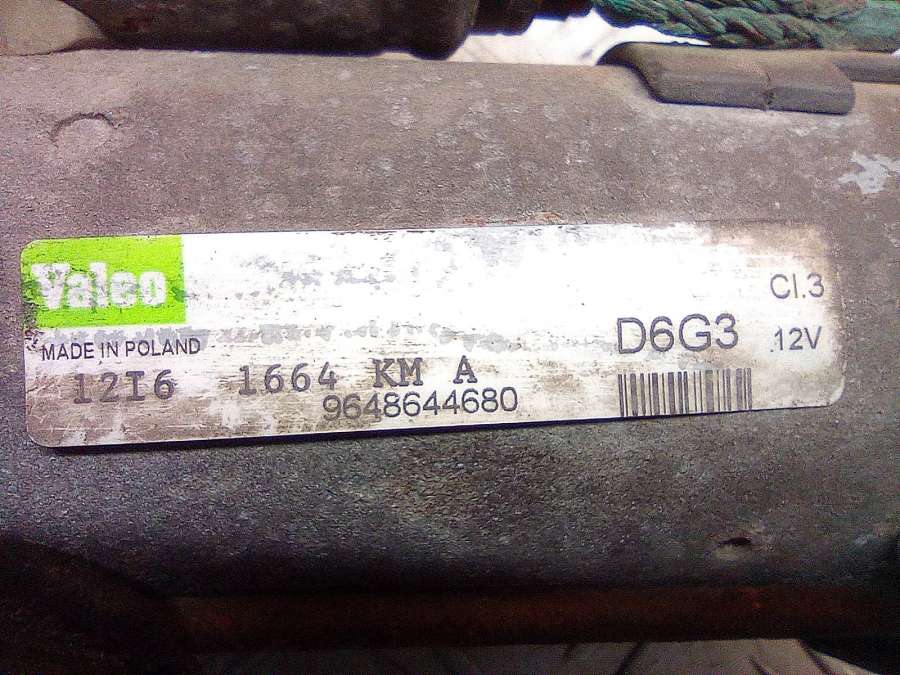 Valeo
Cl.3
D6G3 12V
MADE IN POLAND
12I6 1664 KM A
9648644680